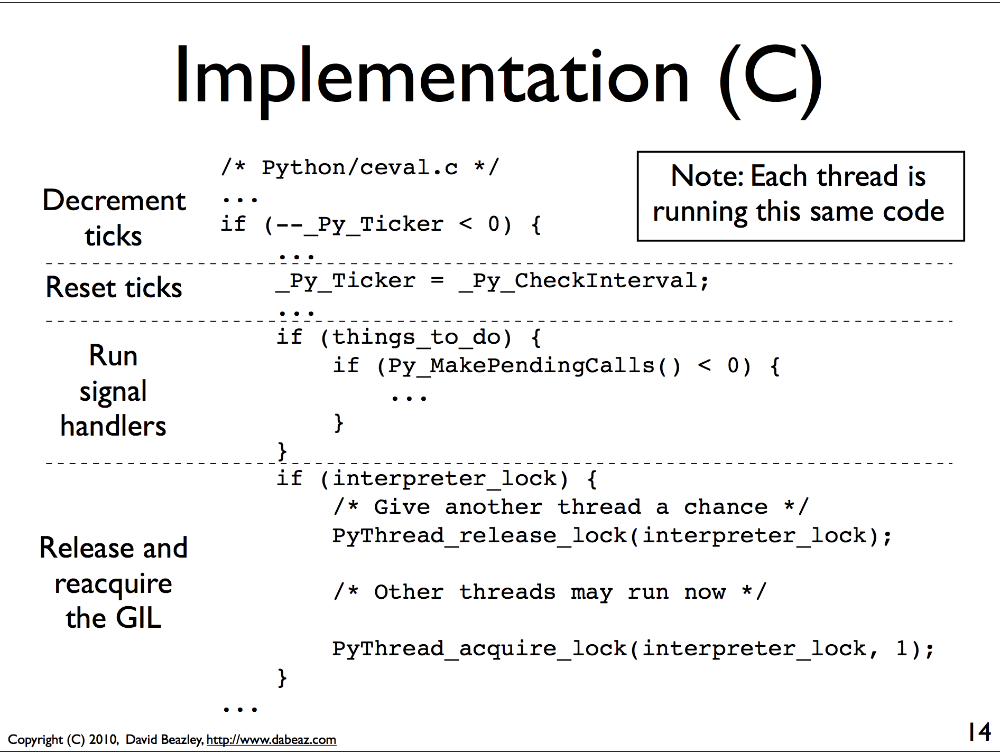 Implementation (C)
Note: Each thread is
running this same code
/* Python/ceval.c */
...
Decrement
ticks
if (--_Py_Ticker < 0) {
...
Reset ticks
_Py_Ticker = _Py_CheckInterval;
...
Run
signal
handlers
if (things_to_do) {
if (Py_MakePendingCalls() < 0) {
...
}
}
Release and
reacquire
the GIL
if (interpreter_lock) {
/* Give another thread a chance */
PyThread_release_lock(interpreter_lock);
/* Other threads may run now */
PyThread_acquire_lock(interpreter_lock, 1);
}
...
Copyright (C) 2010, David Beazley, http://www.dabeaz.com
14